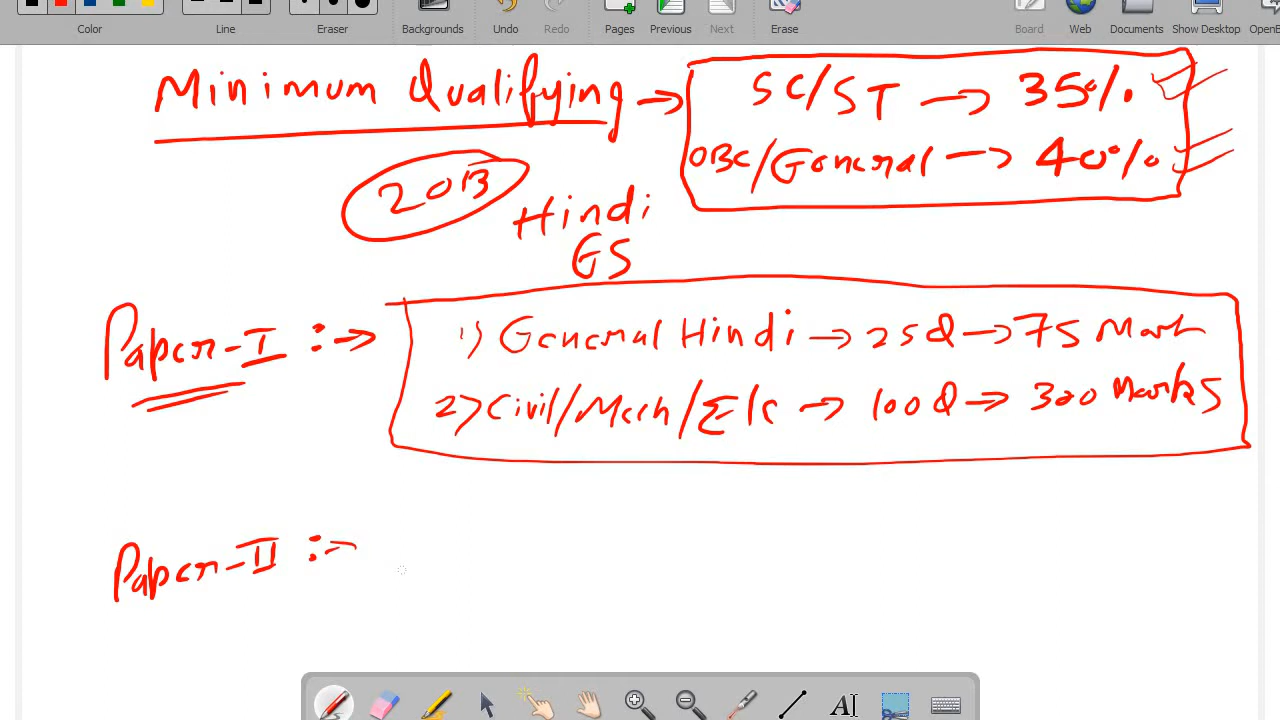 Color Line Eraser Backgrounds Undo Redo Pages Previous Next Erase Board Web Documents Show Desktop OpenB
Minimum Qualifying → SC/ST → 35%
OBC/General → 40%
2013
Hindi
GS
Paper-I :→ 1) General Hindi → 25Q → 75 Mark
2) Civil/Mech/Ele → 100Q → 300 Marks
Paper-II :→